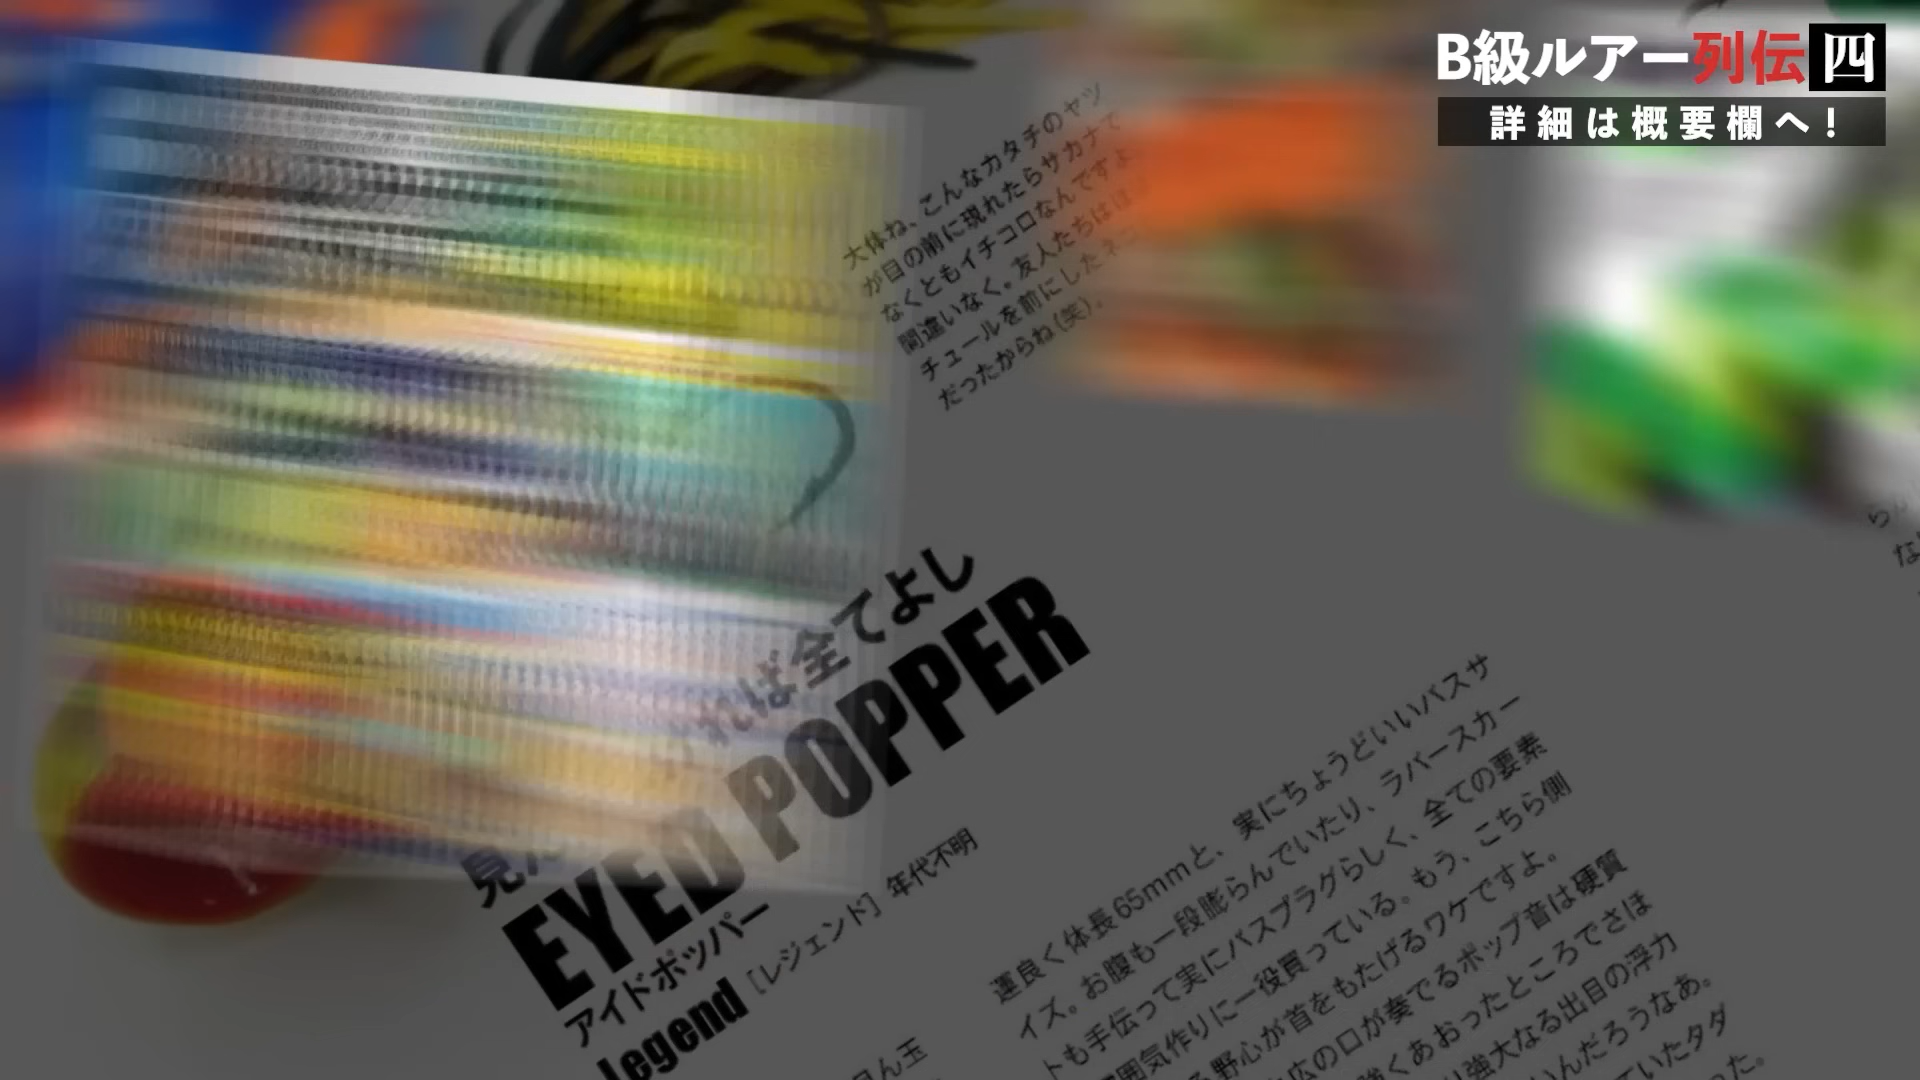 B級ルアー列伝 四
詳細は概要欄へ!
大体ね、こんなカタチのヤツ
が目の前に現れたらサカナで
なくともイチコロなんですよ
間違いなく。友人たちはほ
チュールを前にしたネコ
だったからね(笑)。
れば全てよし
EYED POPPER
アイドポッパー
Legend [レジェンド] 年代不明
運良く体長65mmと、実にちょうどいいバスサ
イズ。お腹も一段膨らんでいたり、ラバースカー
トも手伝って実にバスプラグらしく、全ての要素
囲気作りに一役買っている。もう、こちら側
野心が首をもたげるワケですよ。
広の口が奏でるポップ音は硬質
強くあおったところでさほ
強大なる出目の浮力
いんだろうなあ。
ていたタダ
った。
目ん玉